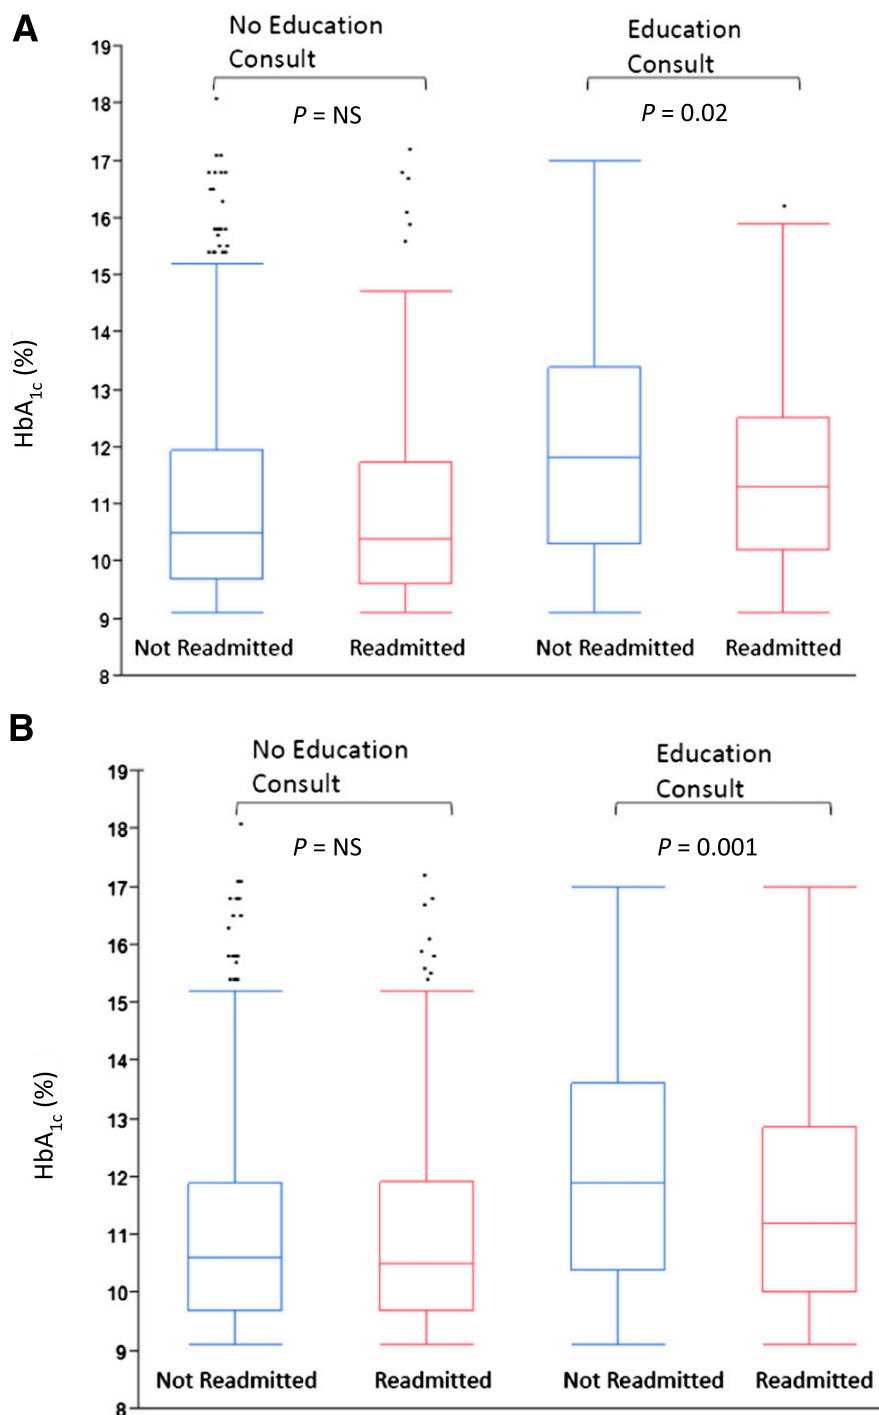 A
No Education
Consult
Education
Consult
P = NS
P = 0.02
19
18
17
16
15
14
13
12
11
10
9
8
HbA1c (%)
Not Readmitted
Readmitted
Not Readmitted
Readmitted
B
No Education
Consult
Education
Consult
P = NS
P = 0.001
19
18
17
16
15
14
13
12
11
10
9
8
HbA1c (%)
Not Readmitted
Readmitted
Not Readmitted
Readmitted